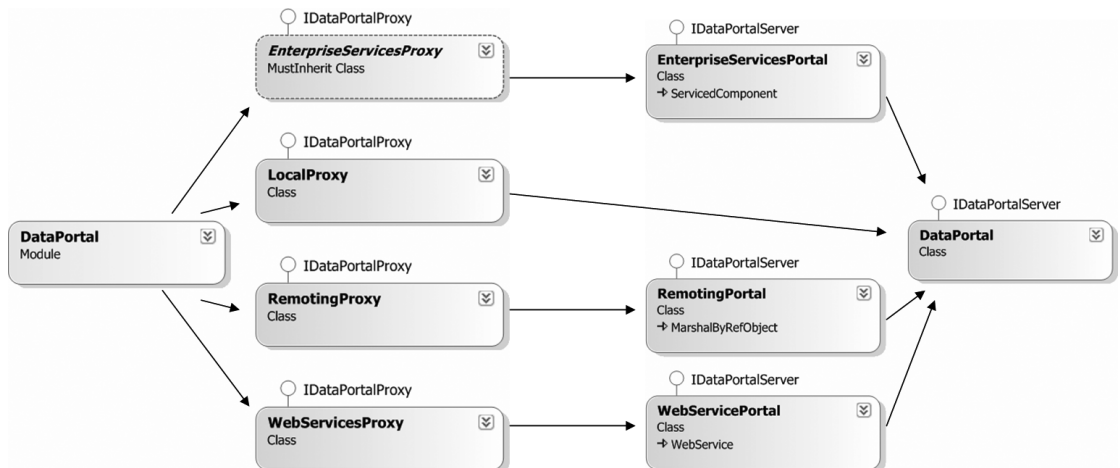 IDataPortalProxy
EnterpriseServicesProxy
MustInherit Class
IDataPortalServer
EnterpriseServicesPortal
Class
ServicedComponent
IDataPortalProxy
LocalProxy
Class
DataPortal
Module
IDataPortalServer
DataPortal
Class
IDataPortalProxy
RemotingProxy
Class
IDataPortalServer
RemotingPortal
Class
MarshalByRefObject
IDataPortalProxy
WebServicesProxy
Class
IDataPortalServer
WebServicePortal
Class
WebService